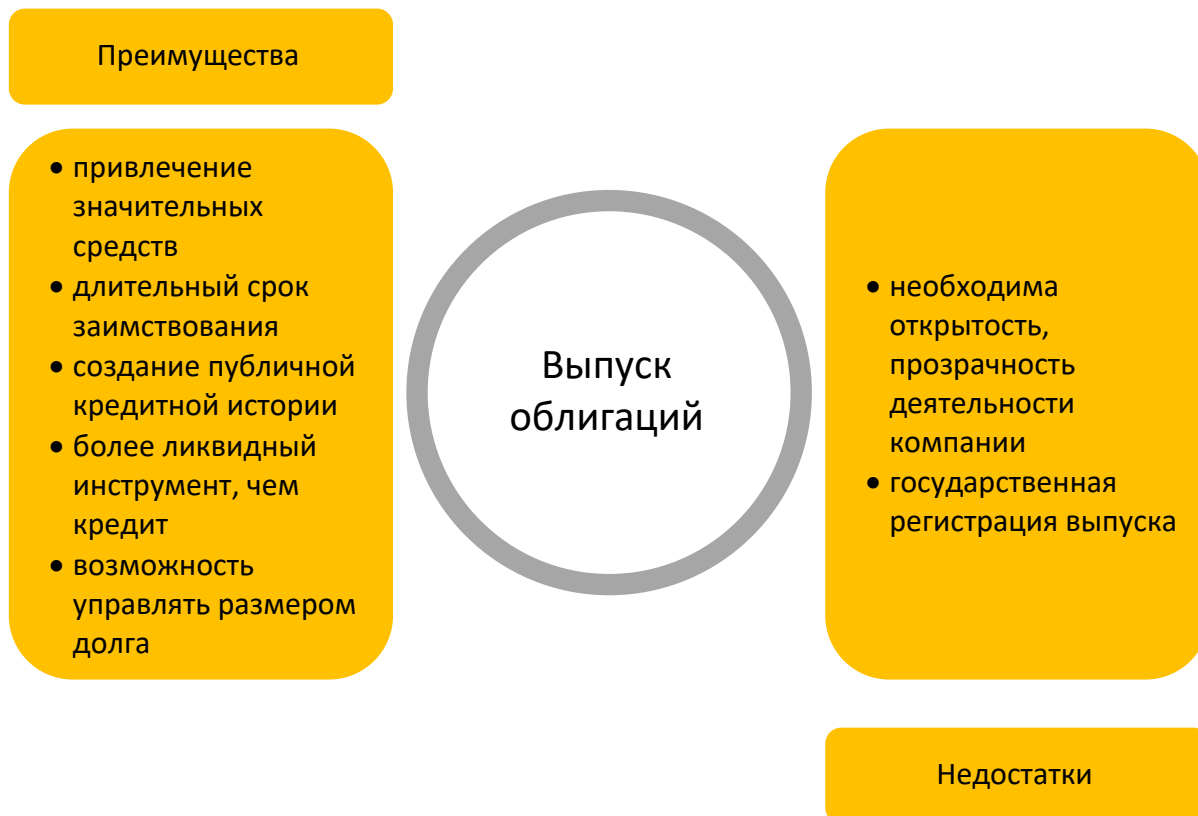 Преимущества
• привлечение
значительных
средств
• длительный срок
заимствования
• создание публичной
кредитной истории
• более ликвидный
инструмент, чем
кредит
• возможность
управлять размером
долга
Выпуск
облигаций
• необходима
открытость,
прозрачность
деятельности
компании
• государственная
регистрация выпуска
Недостатки